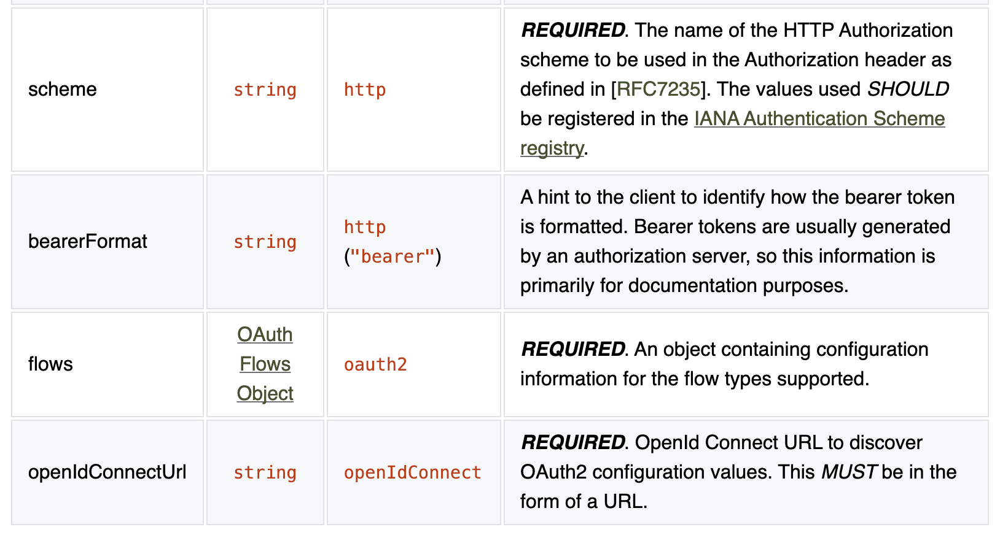 scheme
string
http
REQUIRED. The name of the HTTP Authorization
scheme to be used in the Authorization header as
defined in [RFC7235]. The values used SHOULD
be registered in the IANA Authentication Scheme
registry.
bearerFormat
string
http
("bearer")
A hint to the client to identify how the bearer token
is formatted. Bearer tokens are usually generated
by an authorization server, so this information is
primarily for documentation purposes.
flows
OAuth
Flows
Object
oauth2
REQUIRED. An object containing configuration
information for the flow types supported.
openIdConnectUrl
string
openIdConnect
REQUIRED. OpenId Connect URL to discover
OAuth2 configuration values. This MUST be in the
form of a URL.